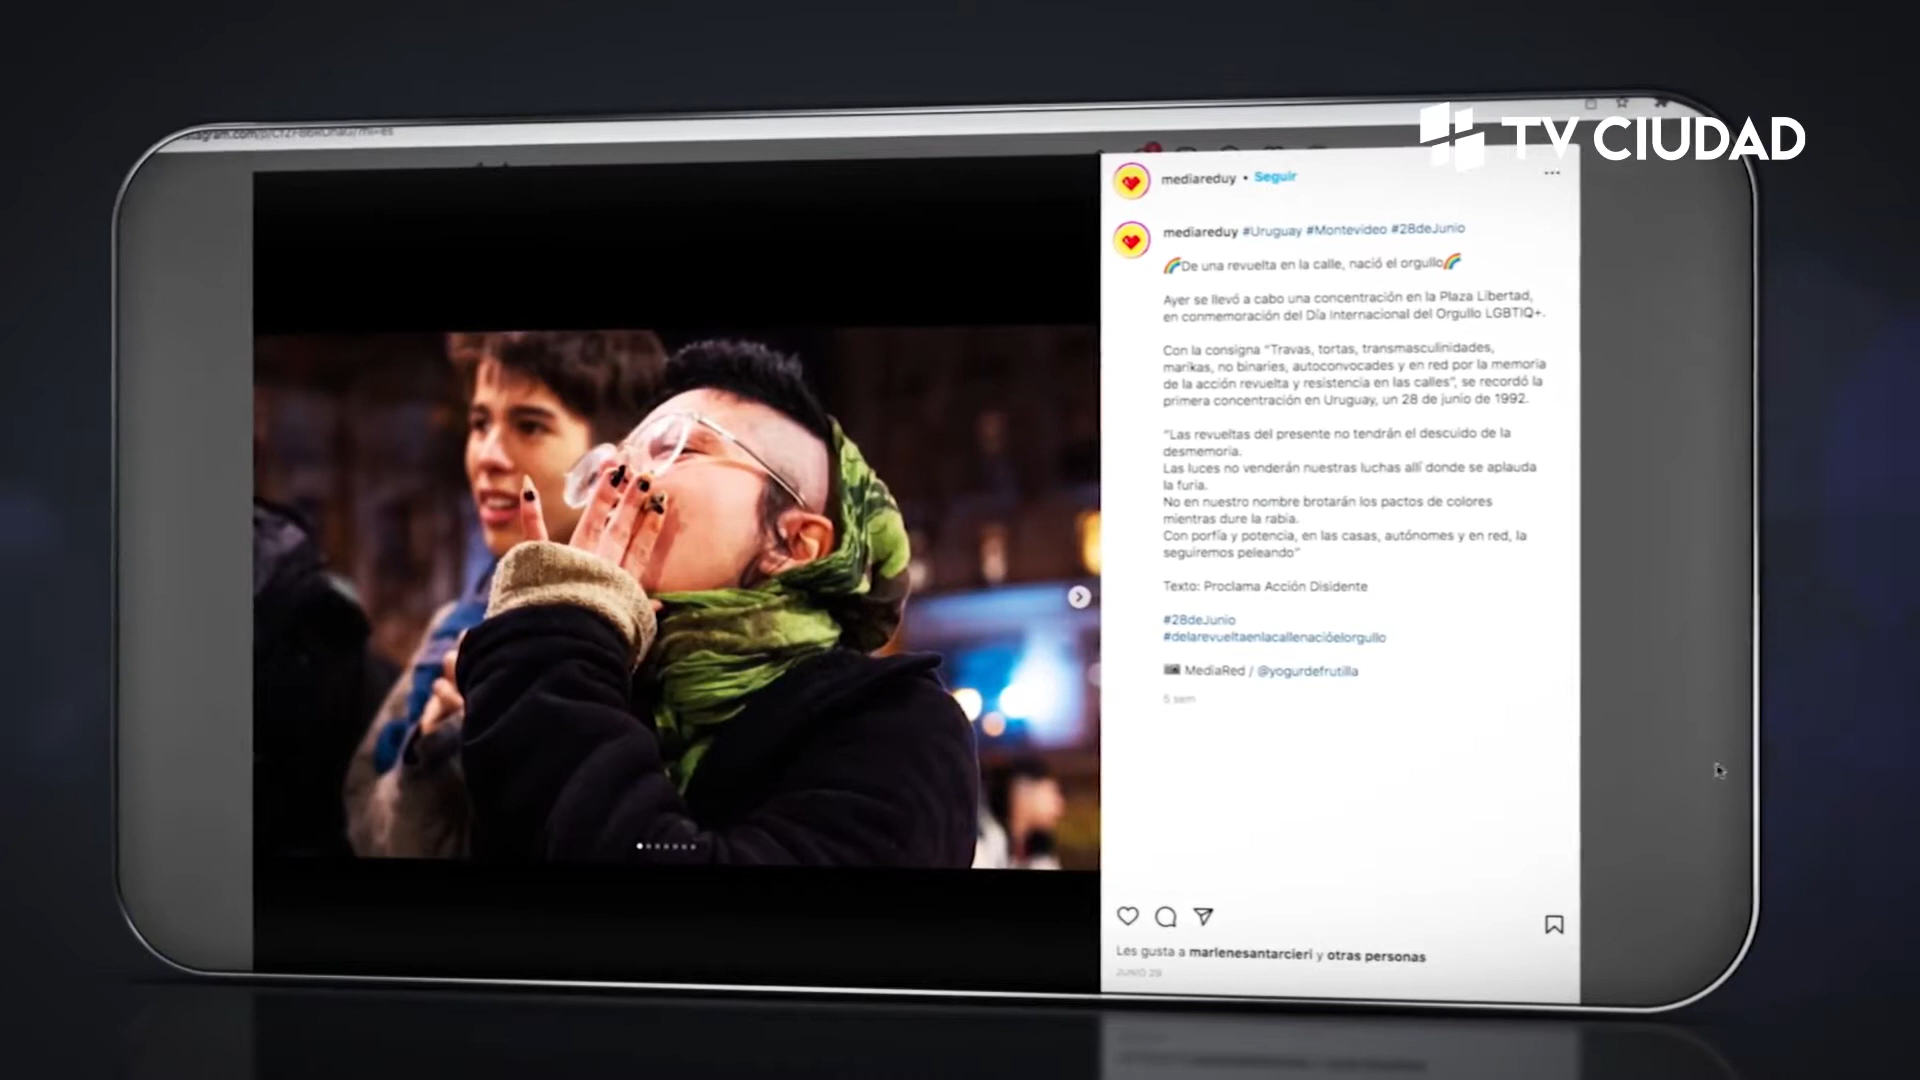 TV CIUDAD
mediareduy • Seguir
mediareduy #Uruguay #Montevideo #28deJunio
🌈De una revuelta en la calle, nació el orgullo🌈
Ayer se llevó a cabo una concentración en la Plaza Libertad,
en conmemoración del Día Internacional del Orgullo LGBTIQ+.
Con la consigna "Travas, tortas, transmasculinidades,
marikas, no binaries, autoconvocades y en red por la memoria
de la acción revuelta y resistencia en las calles", se recordó la
primera concentración en Uruguay, un 28 de junio de 1992.
"Las revueltas del presente no tendrán el descuido de la
desmemoria.
Las luces no venderán nuestras luchas allí donde se aplauda
la furia.
No en nuestro nombre brotarán los pactos de colores
mientras dure la rabia.
Con porfía y potencia, en las casas, autónomes y en red, la
seguiremos peleando"
Texto: Proclama Acción Disidente
#28deJunio
#delarevueltaenlacallenacióelorgullo
📷 MediaRed / @yogurdefrutilla
5 sem
Les gusta a marlenesantarcieri y otras personas
JUNIO 29